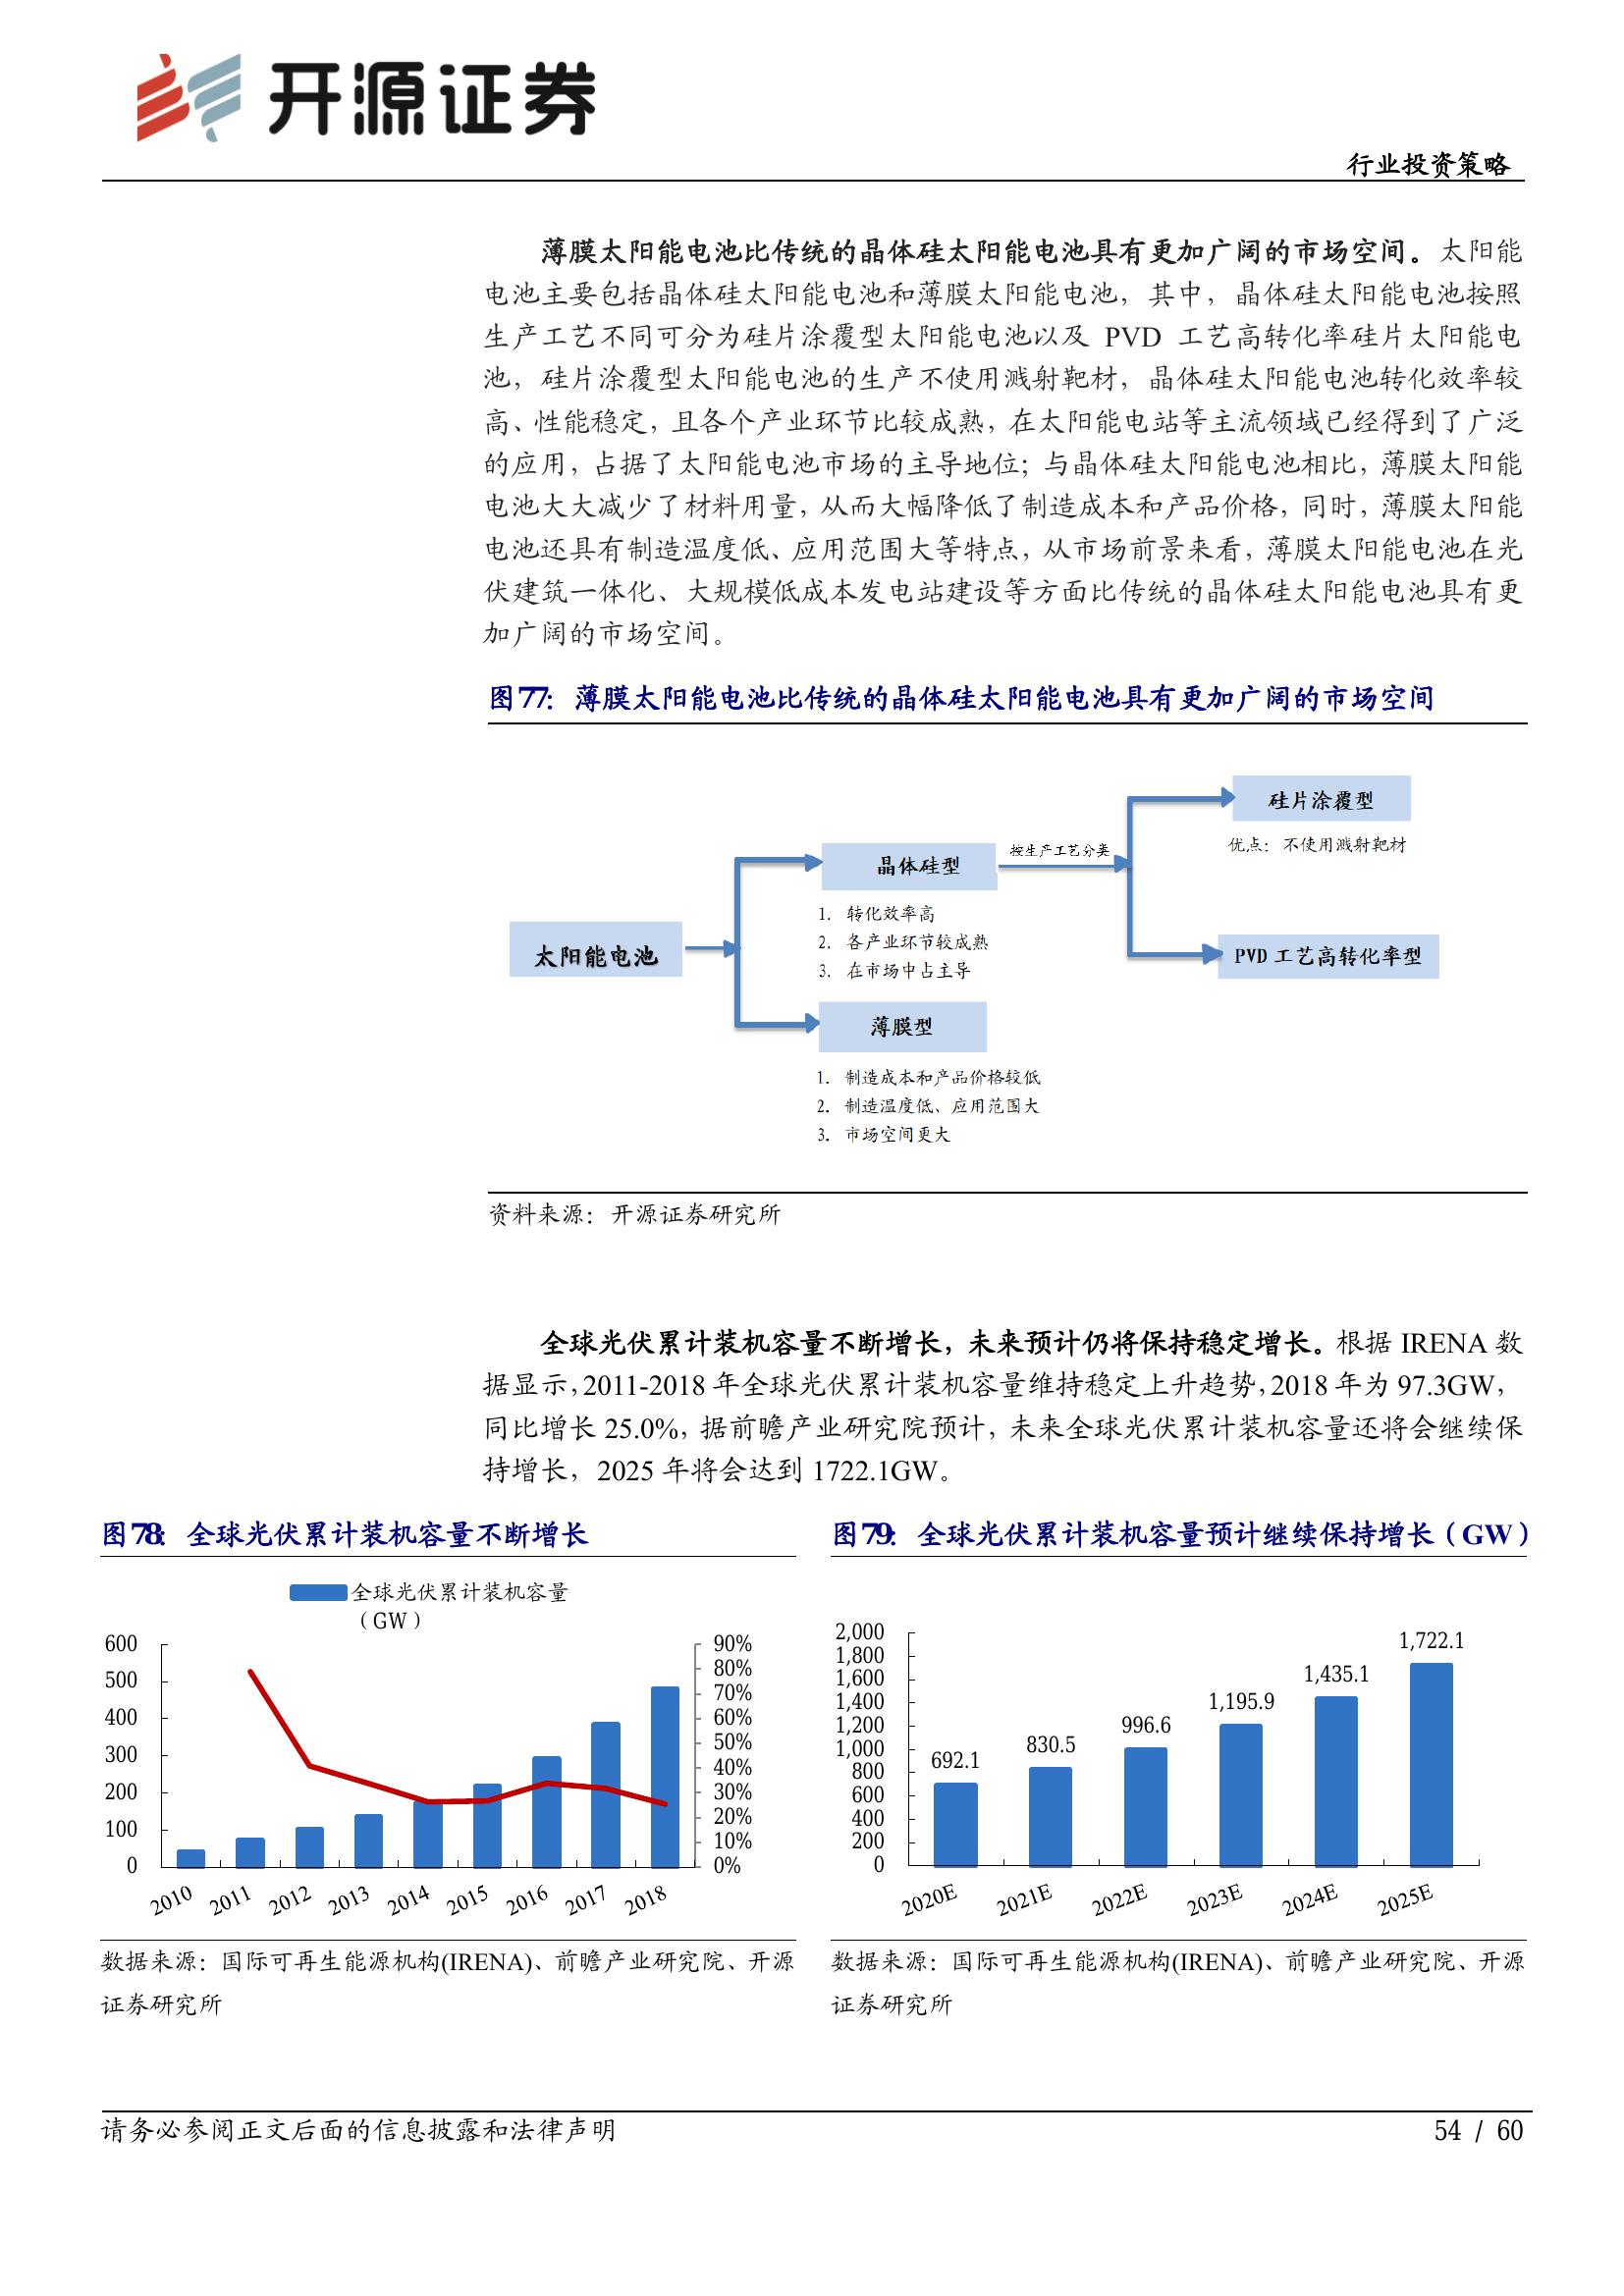 开源证券
行业投资策略
薄膜太阳能电池比传统的晶体硅太阳能电池具有更加广阔的市场空间。太阳能
电池主要包括晶体硅太阳能电池和薄膜太阳能电池，其中，晶体硅太阳能电池按照
生产工艺不同可分为硅片涂覆型太阳能电池以及 PVD 工艺高转化率硅片太阳能电
池，硅片涂覆型太阳能电池的生产不使用溅射靶材，晶体硅太阳能电池转化效率较
高、性能稳定，且各个产业环节比较成熟，在太阳能电站等主流领域已经得到了广泛
的应用，占据了太阳能电池市场的主导地位；与晶体硅太阳能电池相比，薄膜太阳能
电池大大减少了材料用量，从而大幅降低了制造成本和产品价格，同时，薄膜太阳能
电池还具有制造温度低、应用范围大等特点，从市场前景来看，薄膜太阳能电池在光
伏建筑一体化、大规模低成本发电站建设等方面比传统的晶体硅太阳能电池具有更
加广阔的市场空间。
图77：薄膜太阳能电池比传统的晶体硅太阳能电池具有更加广阔的市场空间
硅片涂覆型
优点：不使用溅射靶材
按生产工艺分类
晶体硅型
1. 转化效率高
2. 各产业环节较成熟
3. 在市场中占主导
太阳能电池
PVD 工艺高转化率型
薄膜型
1. 制造成本和产品价格较低
2. 制造温度低、应用范围大
3. 市场空间更大
资料来源：开源证券研究所
全球光伏累计装机容量不断增长，未来预计仍将保持稳定增长。根据 IRENA 数
据显示，2011-2018 年全球光伏累计装机容量维持稳定上升趋势，2018 年为 97.3GW，
同比增长 25.0%，据前瞻产业研究院预计，未来全球光伏累计装机容量还将会继续保
持增长，2025 年将会达到 1722.1GW。
图78：全球光伏累计装机容量不断增长
全球光伏累计装机容量
（GW）
600
500
400
300
200
100
0
90%
80%
70%
60%
50%
40%
30%
20%
10%
0%
2010 2011 2012 2013 2014 2015 2016 2017 2018
数据来源：国际可再生能源机构(IRENA)、前瞻产业研究院、开源
证券研究所
图79：全球光伏累计装机容量预计继续保持增长（GW）
2,000
1,800
1,600
1,400
1,200
1,000
800
600
400
200
0
692.1 830.5 996.6 1,195.9 1,435.1 1,722.1
2020E 2021E 2022E 2023E 2024E 2025E
数据来源：国际可再生能源机构(IRENA)、前瞻产业研究院、开源
证券研究所
请务必参阅正文后面的信息披露和法律声明
54 / 60